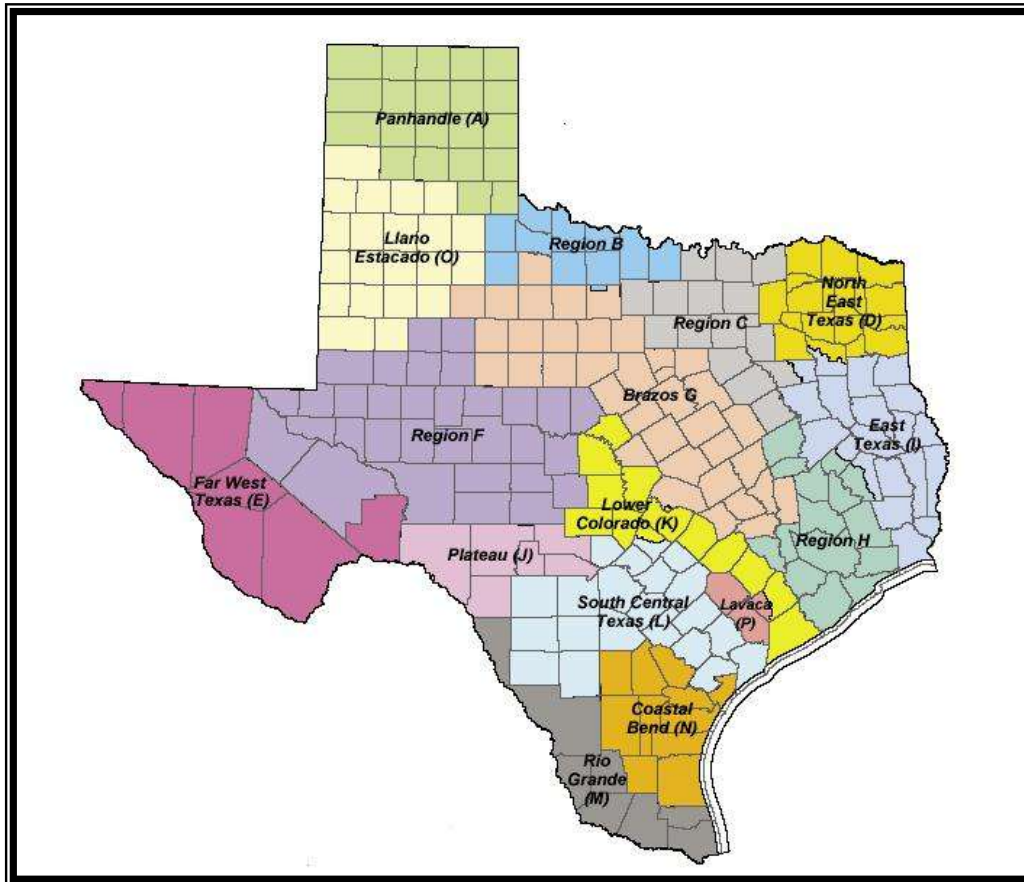 Panhandle (A)
Llano
Estacado (O)
Region B
North
East
Texas (D)
Region C
Brazos G
Region F
East
Texas (I)
Far West
Texas (E)
Lower
Colorado (K)
Region H
Plateau (J)
South Central
Texas (L)
Lavaca
(P)
Coastal
Bend (N)
Rio
Grande
(M)